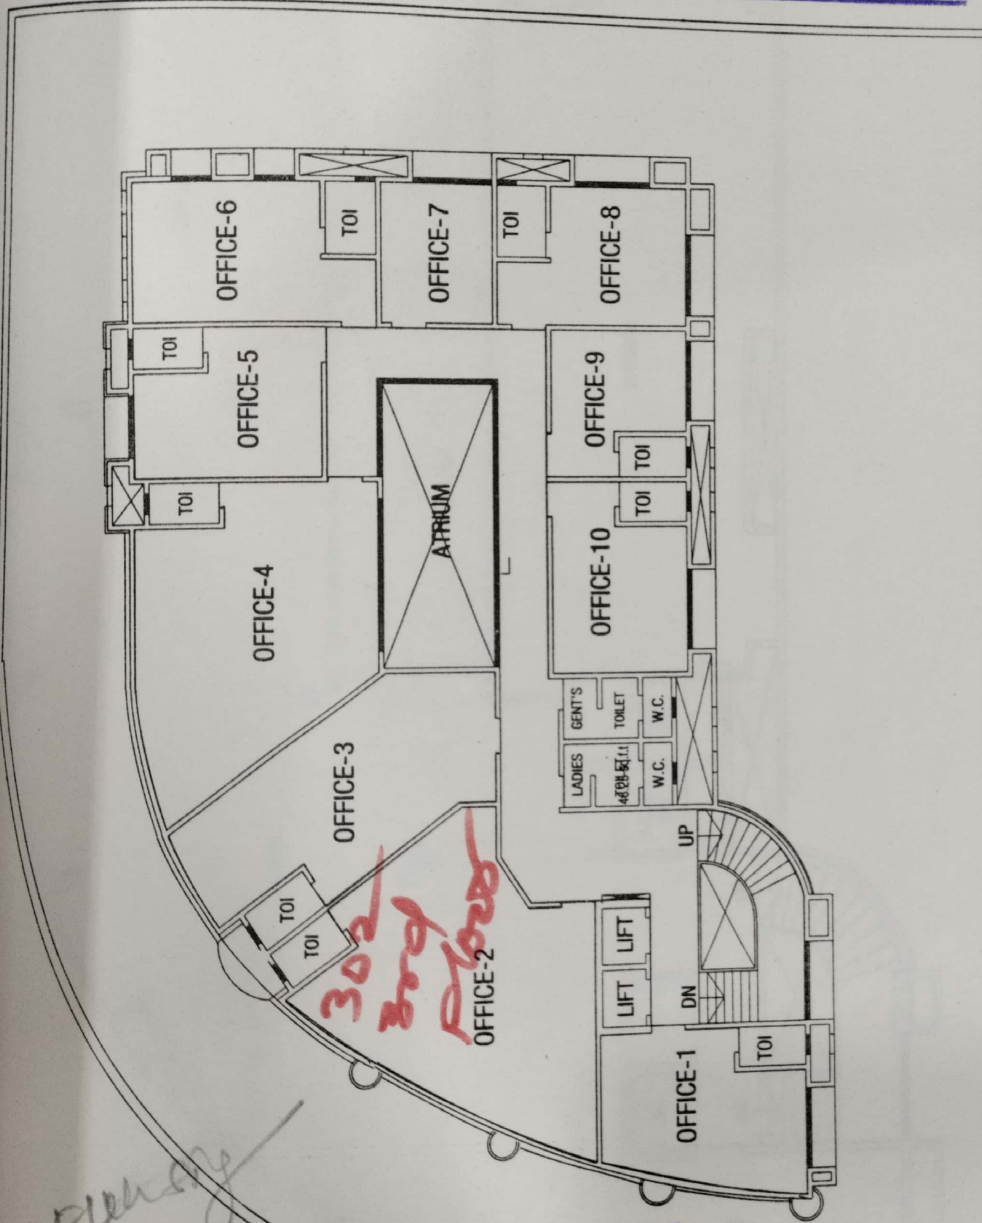 OFFICE-6
TOI
OFFICE-7
TOI
OFFICE-8
TOI
OFFICE-5
OFFICE-9
TOI
TOI
TOI
OFFICE-4
ATRIUM
OFFICE-10
OFFICE-3
GENT'S
TOILET
W.C.
LADIES
W.C.
TOI
TOI
302
3rd
Floor
OFFICE-2
UP
LIFT
LIFT
DN
OFFICE-1
TOI